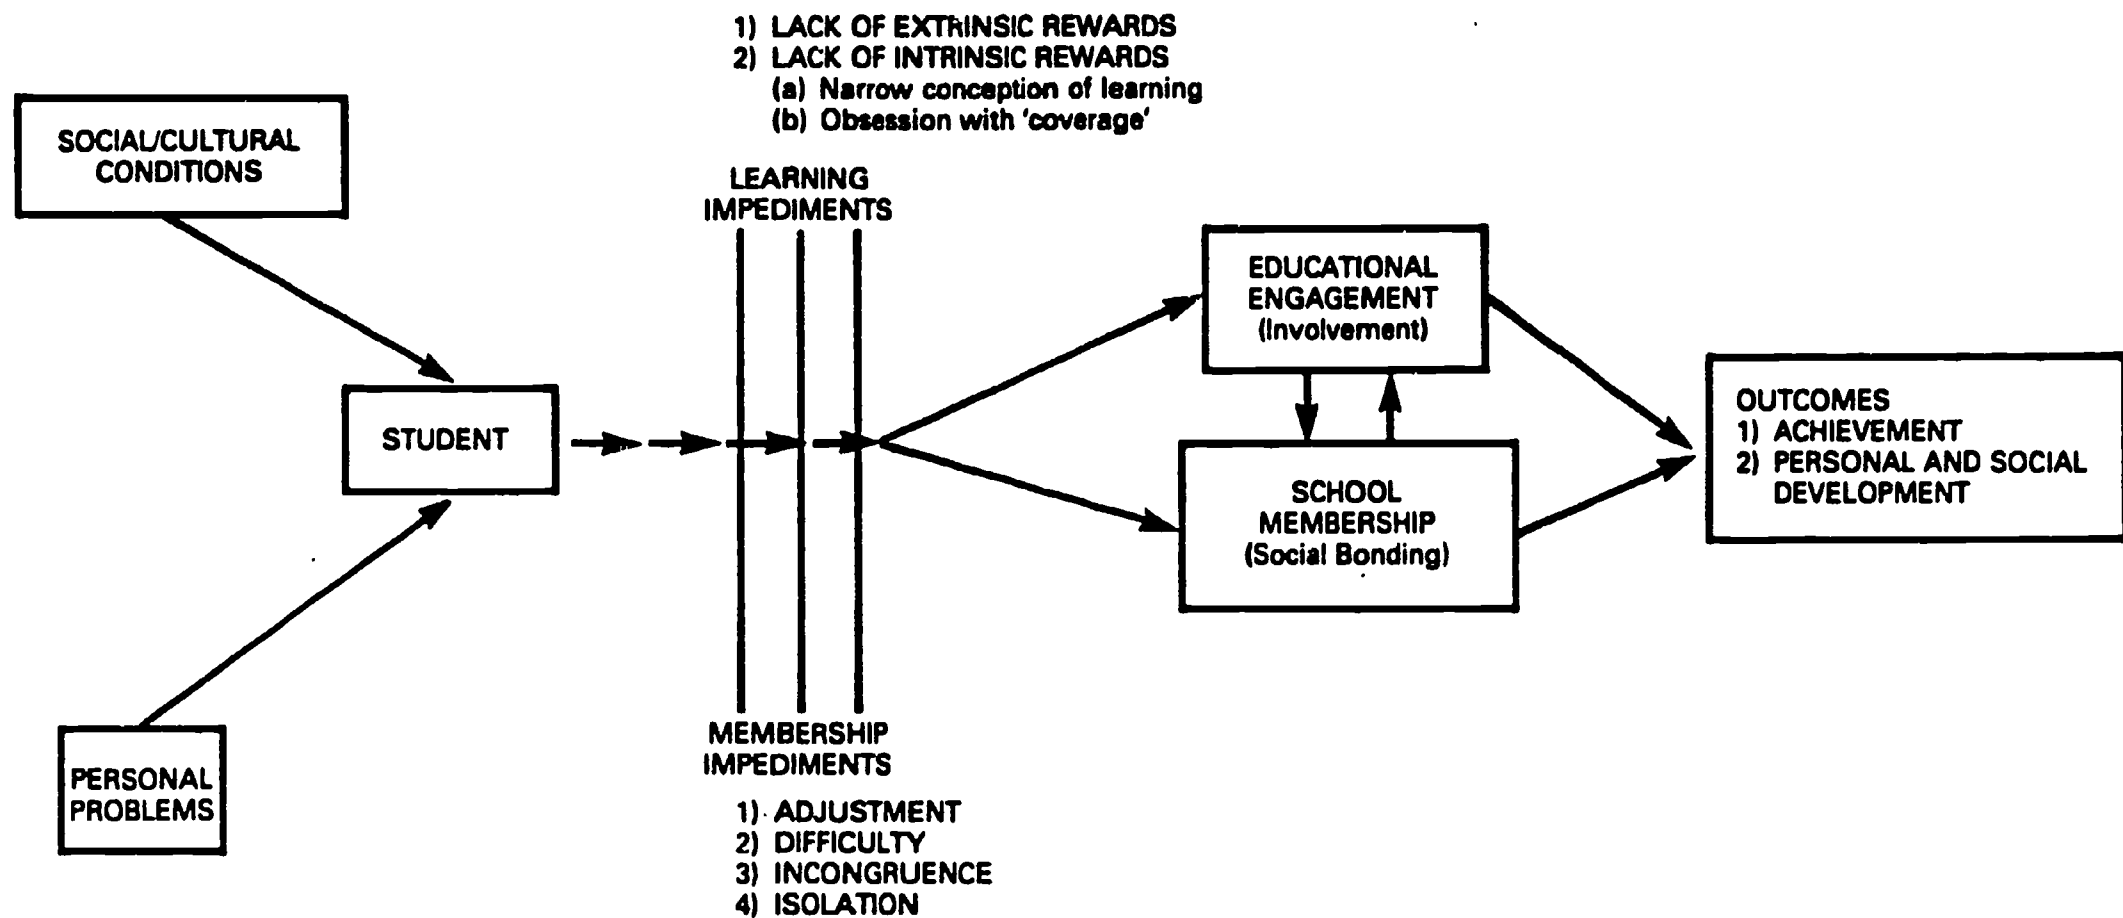 1) LACK OF EXTRINSIC REWARDS
2) LACK OF INTRINSIC REWARDS
(a) Narrow conception of learning
(b) Obsession with 'coverage'
SOCIAL/CULTURAL
CONDITIONS
LEARNING
IMPEDIMENTS
EDUCATIONAL
ENGAGEMENT
(Involvement)
STUDENT
OUTCOMES
1) ACHIEVEMENT
2) PERSONAL AND SOCIAL
DEVELOPMENT
SCHOOL
MEMBERSHIP
(Social Bonding)
MEMBERSHIP
IMPEDIMENTS
PERSONAL
PROBLEMS
1) ADJUSTMENT
2) DIFFICULTY
3) INCONGRUENCE
4) ISOLATION